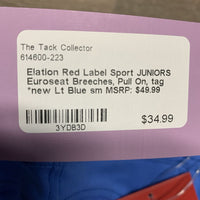 The Tack Collector
614600-223
Elation Red Label Sport JUNIORS
Euroseat Breeches, Pull On, tag
*new Lt Blue sm MSRP: $49.99
$34.99
3YDB3D